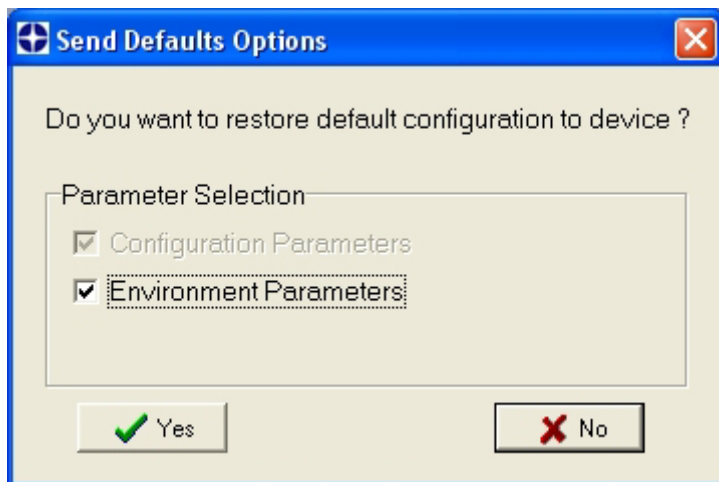 Send Defaults Options
Do you want to restore default configuration to device ?
Parameter Selection
Configuration Parameters
Environment Parameters
Yes
No